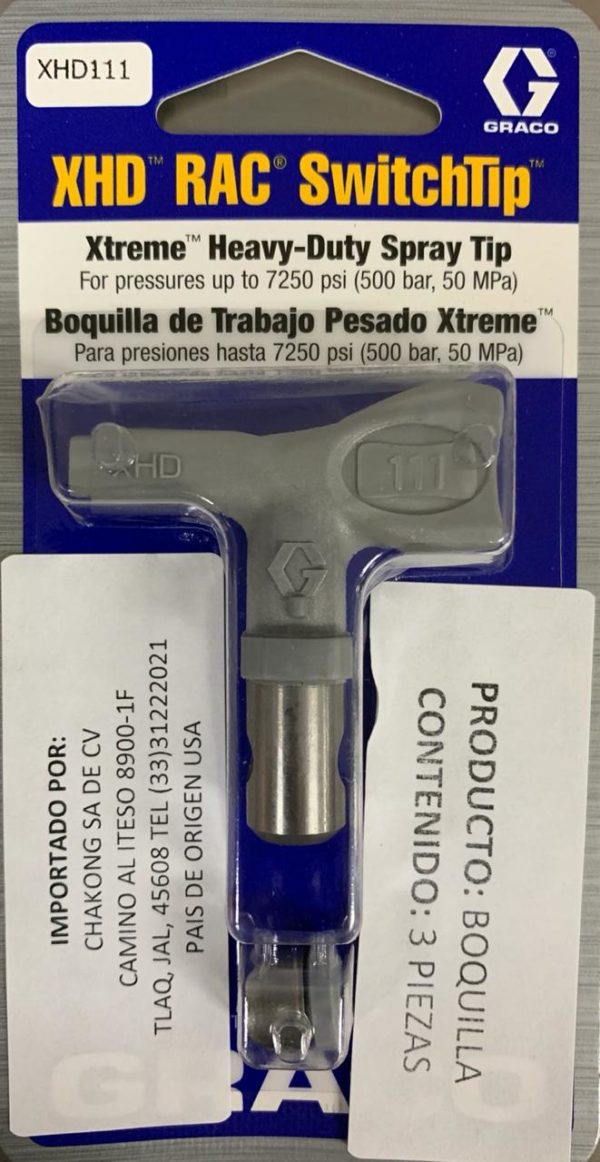 XHD111
GRACO
XHD™ RAC® SwitchTip™
Xtreme™ Heavy-Duty Spray Tip
For pressures up to 7250 psi (500 bar, 50 MPa)
Boquilla de Trabajo Pesado Xtreme™
Para presiones hasta 7250 psi (500 bar, 50 MPa)
XHD
111
G
IMPORTADO POR:
CHAKONG SA DE CV
CAMINO AL ITESO 8900-1F
TLAQ, JAL, 45608 TEL (33)31222021
PAIS DE ORIGEN USA
PRODUCTO: BOQUILLA
CONTENIDO: 3 PIEZAS
GRACO